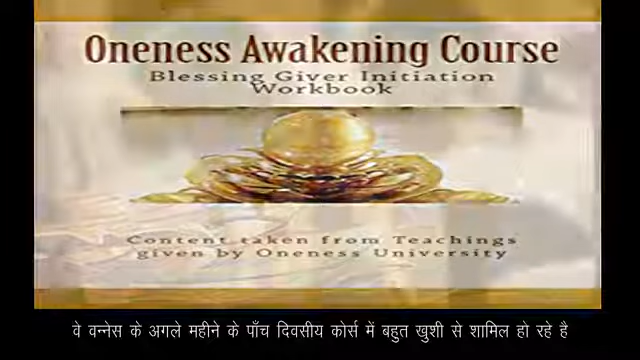 Oneness Awakening Course
Blessing Giver Initiation
Workbook
Content taken from Teachings
given by Oneness University
वे वन्नेस के अगले महीने के पाँच दिवसीय कोर्स में बहुत खुशी से शामिल हो रहे है